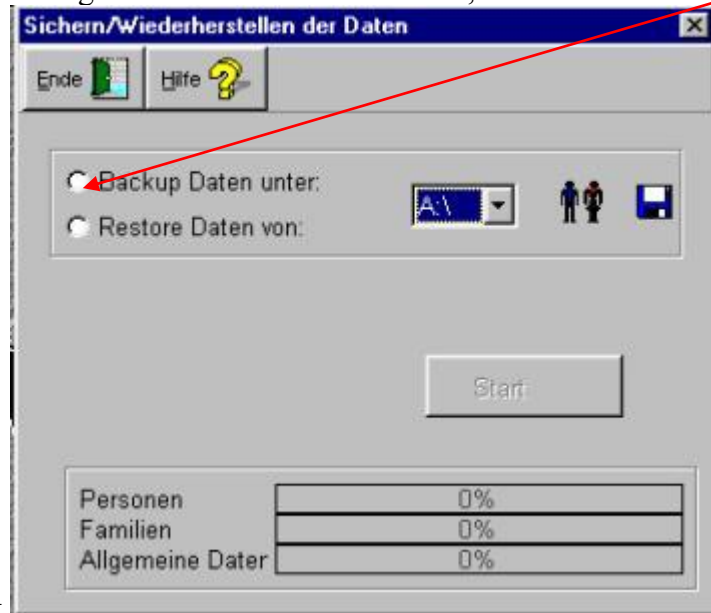 Sichern/Wiederherstellen der Daten
Ende Hilfe
Backup Daten unter:
A:\
Restore Daten von:
Start
Personen 0%
Familien 0%
Allgemeine Dater 0%